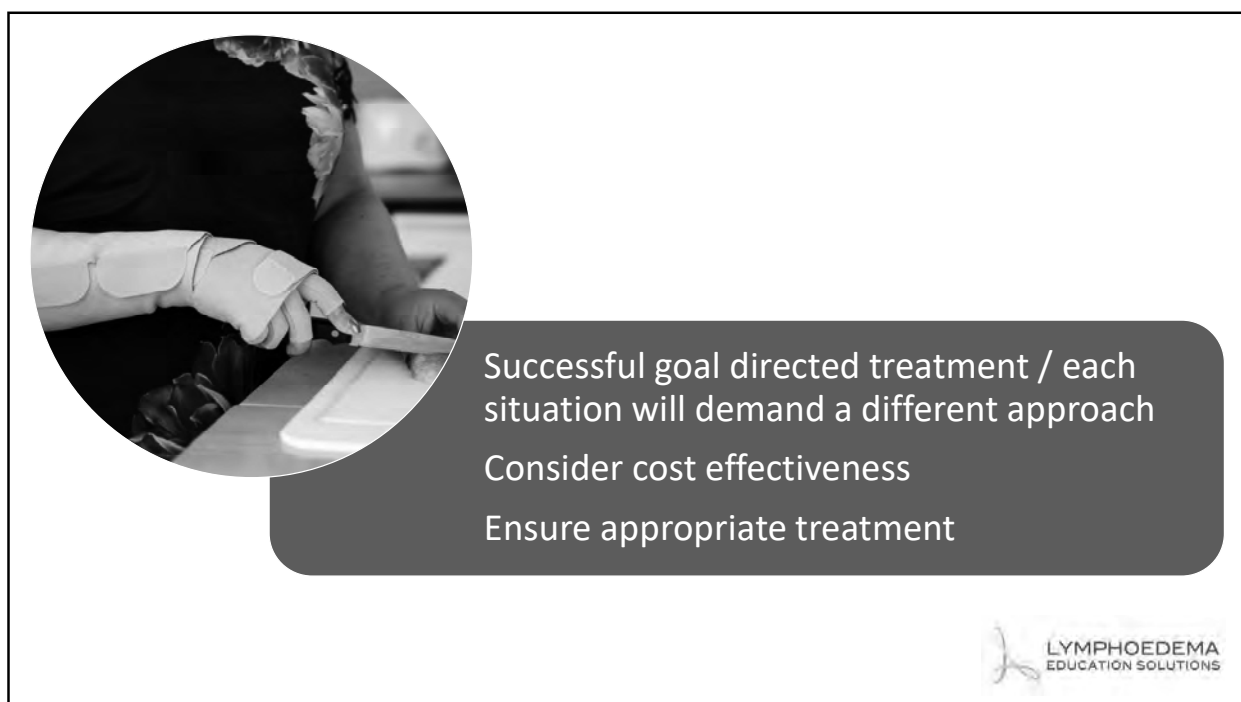 Successful goal directed treatment / each
situation will demand a different approach
Consider cost effectiveness
Ensure appropriate treatment
LYMPHOEDEMA
EDUCATION SOLUTIONS